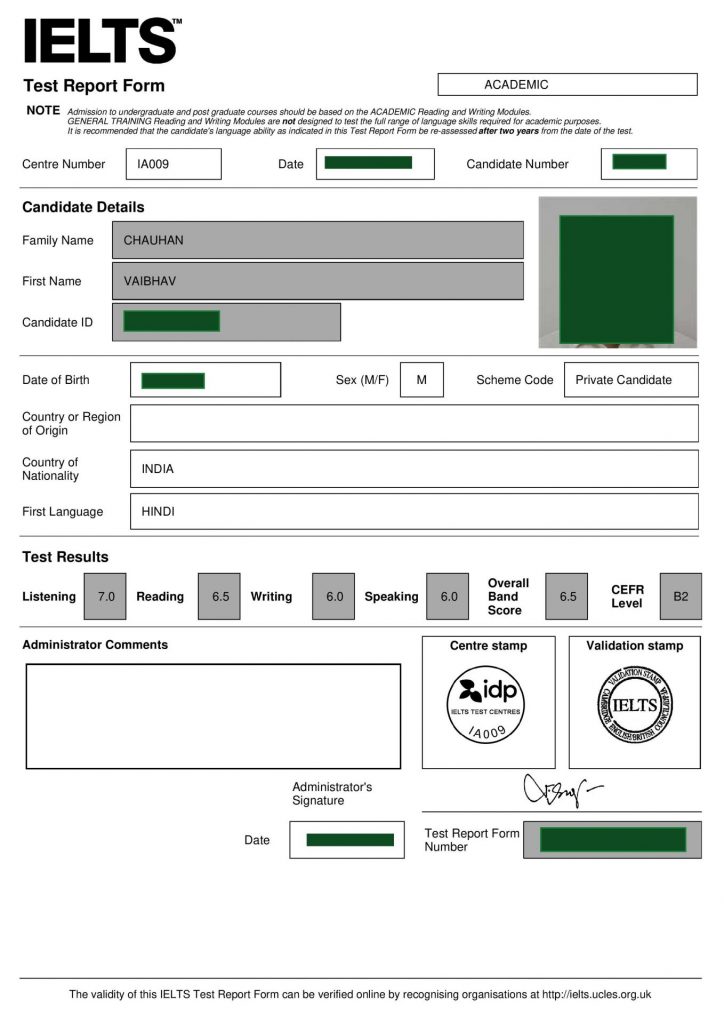 IELTS™
Test Report Form
ACADEMIC
NOTE Admission to undergraduate and post graduate courses should be based on the ACADEMIC Reading and Writing Modules.
GENERAL TRAINING Reading and Writing Modules are not designed to test the full range of language skills required for academic purposes.
It is recommended that the candidate's language ability as indicated in this Test Report Form be re-assessed after two years from the date of the test.
Centre Number IA009 Date Candidate Number
Candidate Details
Family Name CHAUHAN
First Name VAIBHAV
Candidate ID
Date of Birth Sex (M/F) M Scheme Code Private Candidate
Country or Region
of Origin
Country of
Nationality
INDIA
First Language HINDI
Test Results
Listening 7.0 Reading 6.5 Writing 6.0 Speaking 6.0 Overall Band Score 6.5 CEFR Level B2
Administrator Comments
Centre stamp
idp
IELTS TEST CENTRES
IA009
Validation stamp
VALIDATION STAMP
IELTS
CAMBRIDGE ENGLISH/BRITISH COUNCIL
Administrator's
Signature
Date
Test Report Form
Number
The validity of this IELTS Test Report Form can be verified online by recognising organisations at http://ielts.ucles.org.uk